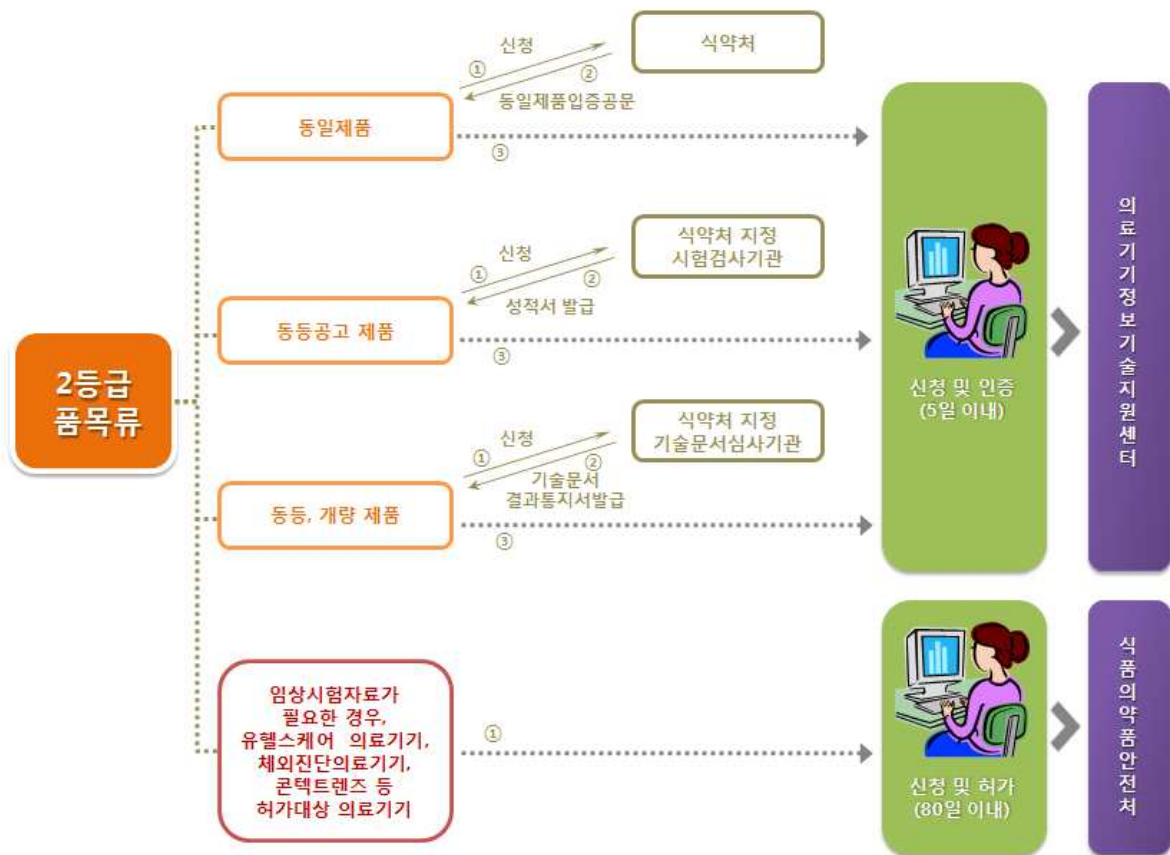 2등급
품목류
동일제품
신청
①
②
동일제품입증공문
식약처
③
동등공고 제품
신청
①
②
성적서 발급
식약처 지정
시험검사기관
③
동등, 개량 제품
신청
①
②
기술문서
결과통지서발급
식약처 지정
기술문서심사기관
③
신청 및 인증
(5일 이내)
의료기기정보기술지원센터
임상시험자료가
필요한 경우,
유헬스케어 의료기기,
체외진단의료기기,
콘텍트렌즈 등
허가대상 의료기기
①
신청 및 허가
(80일 이내)
식품의약품안전처